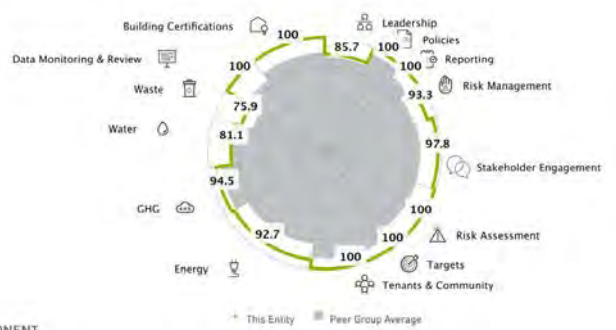 Building Certifications
100
85.7
Leadership
100
Policies
100
Reporting
93.3
Risk Management
97.8
Stakeholder Engagement
100
Risk Assessment
100
Targets
100
Tenants & Community
92.7
Energy
94.5
GHG
81.1
Water
75.9
Waste
100
Data Monitoring & Review
This Entity
Peer Group Average
ONENT